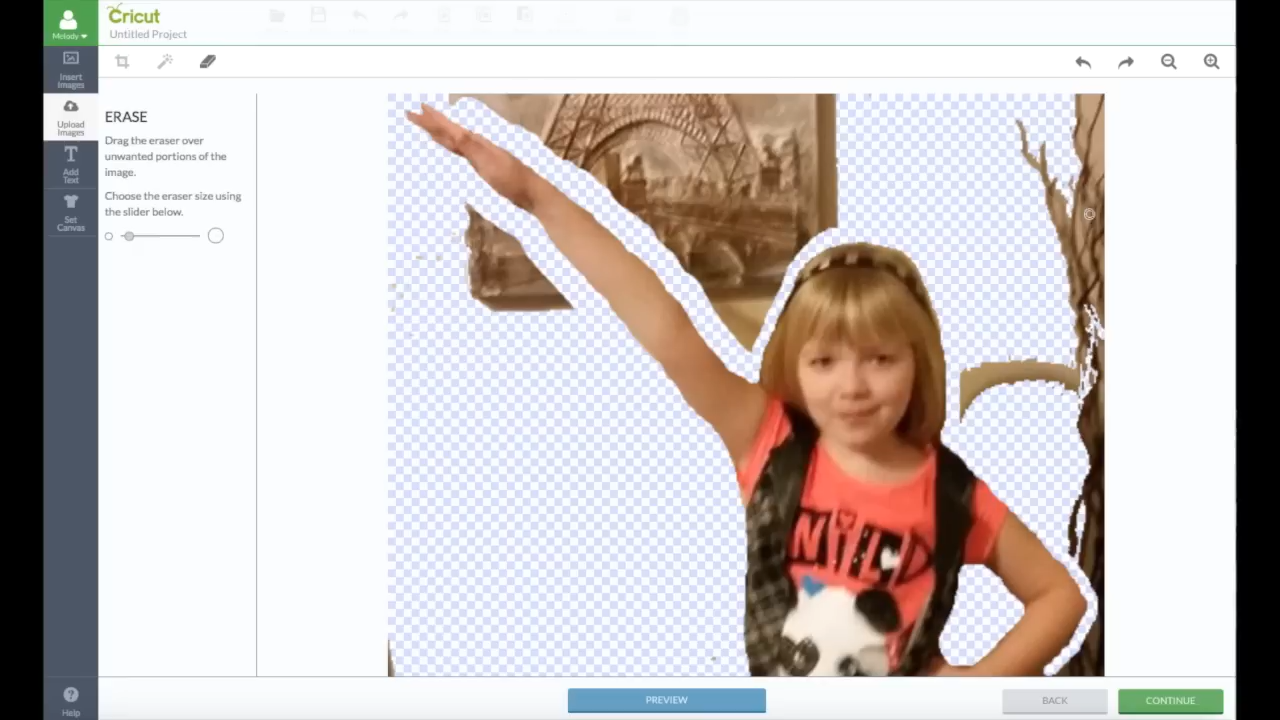 Cricut
Untitled Project
Melody
Insert
Images
Upload
Images
Add
Text
Set
Canvas
Help
ERASE
Drag the eraser over
unwanted portions of the
image.
Choose the eraser size using
the slider below.
WILD
PREVIEW
BACK
CONTINUE